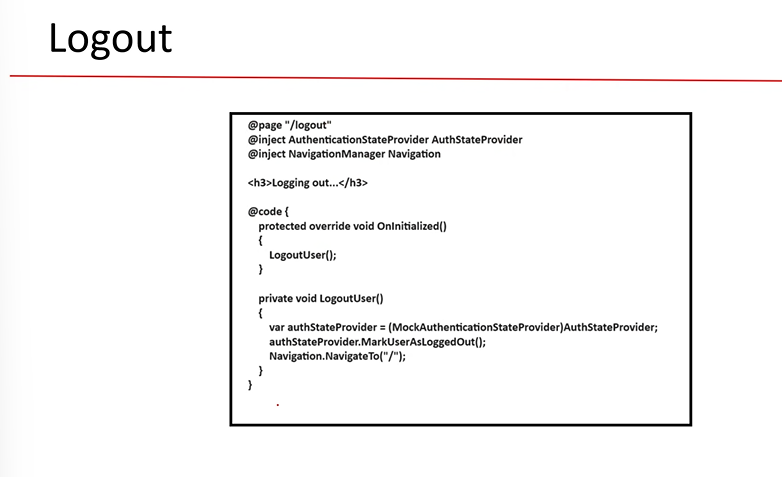 Logout
@page "/logout"
@inject AuthenticationStateProvider AuthStateProvider
@inject NavigationManager Navigation
<h3>Logging out...</h3>
@code {
protected override void OnInitialized()
{
LogoutUser();
}
private void LogoutUser()
{
var authStateProvider = (MockAuthenticationStateProvider)AuthStateProvider;
authStateProvider.MarkUserAsLoggedOut();
Navigation.NavigateTo("/");
}
}